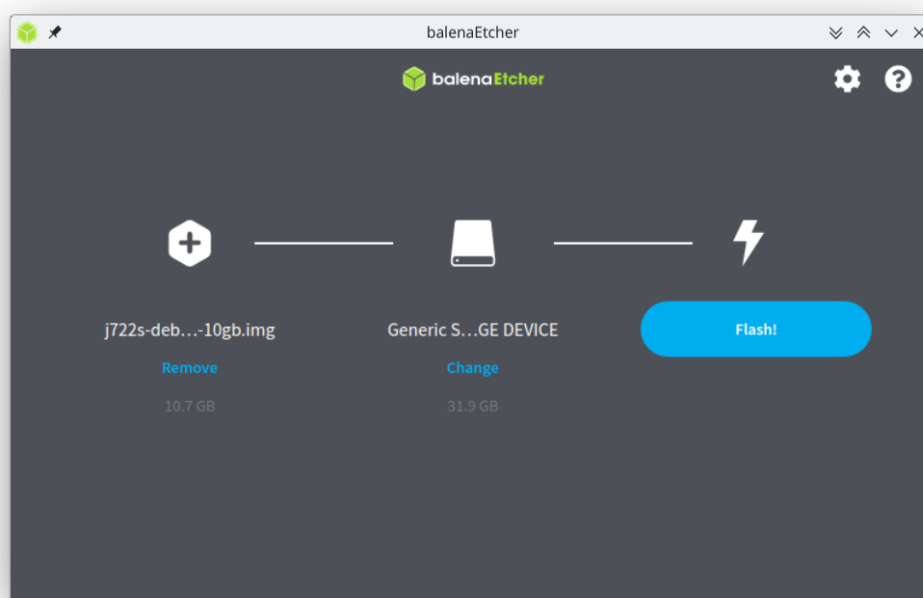 balenaEtcher
balenaEtcher
j722s-deb...-10gb.img
Generic S...GE DEVICE
Flash!
Remove
Change
10.7 GB
31.9 GB